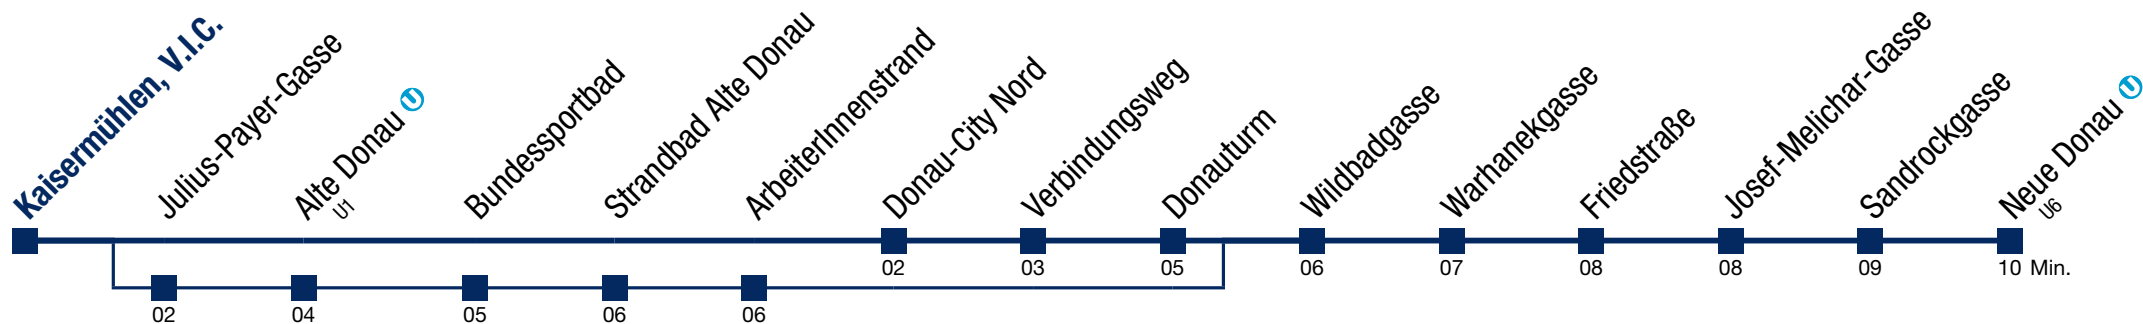 Kaisermühlen, V.I.C.
Julius-Payer-Gasse
Alte Donau
U1
Bundessportbad
Strandbad Alte Donau
ArbeiterInnenstrand
Donau-City Nord
Verbindungsweg
Donauturm
Wildbadgasse
Warhanekgasse
Friedstraße
Josef-Melichar-Gasse
Sandrockgasse
Neue Donau
U6
02 03 05 06 07 08 08 09 10 Min.
02 04 05 06 06